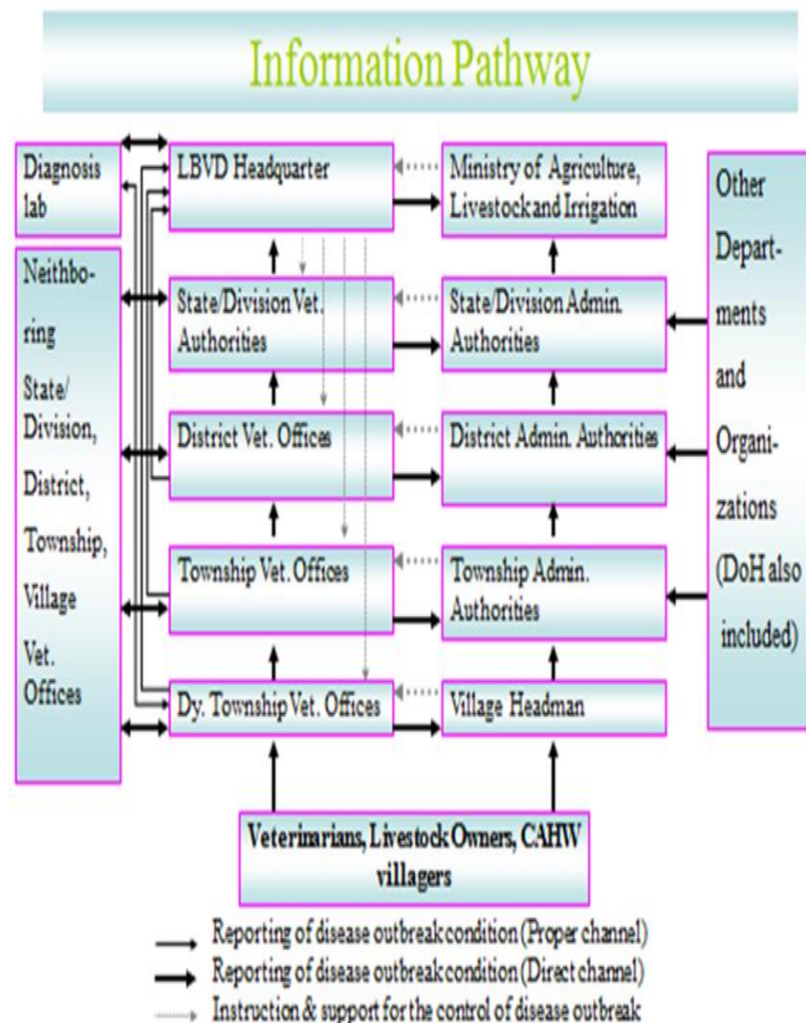 Information Pathway
Diagnosis
lab
LBVD Headquarter
Ministry of Agriculture,
Livestock and Irrigation
Other
Depart-
ments
and
Organi-
zations
(DoH also
included)
Neithbo-
ring
State/
Division,
District,
Township,
Village
Vet.
Offices
State/Division Vet.
Authorities
State/Division Admin.
Authorities
District Vet. Offices
District Admin. Authorities
Township Vet. Offices
Township Admin.
Authorities
Dy. Township Vet. Offices
Village Headman
Veterinarians, Livestock Owners, CAHW
villagers
Reporting of disease outbreak condition (Proper channel)
Reporting of disease outbreak condition (Direct channel)
Instruction & support for the control of disease outbreak